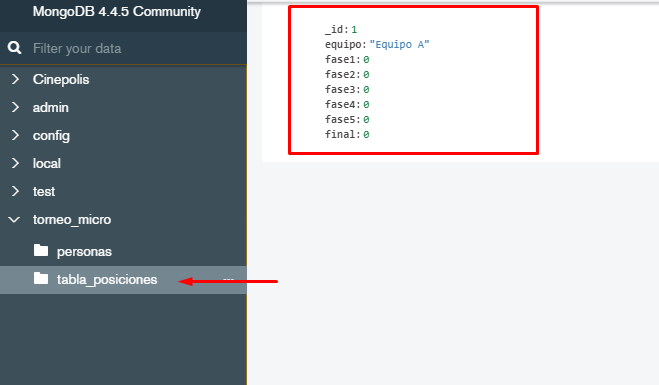 MongoDB 4.4.5 Community
Filter your data
Cinepolis
admin
config
local
test
torneo_micro
personas
tabla_posiciones ...
_id:1
equipo:"Equipo A"
fase1:0
fase2:0
fase3:0
fase4:0
fase5:0
final:0